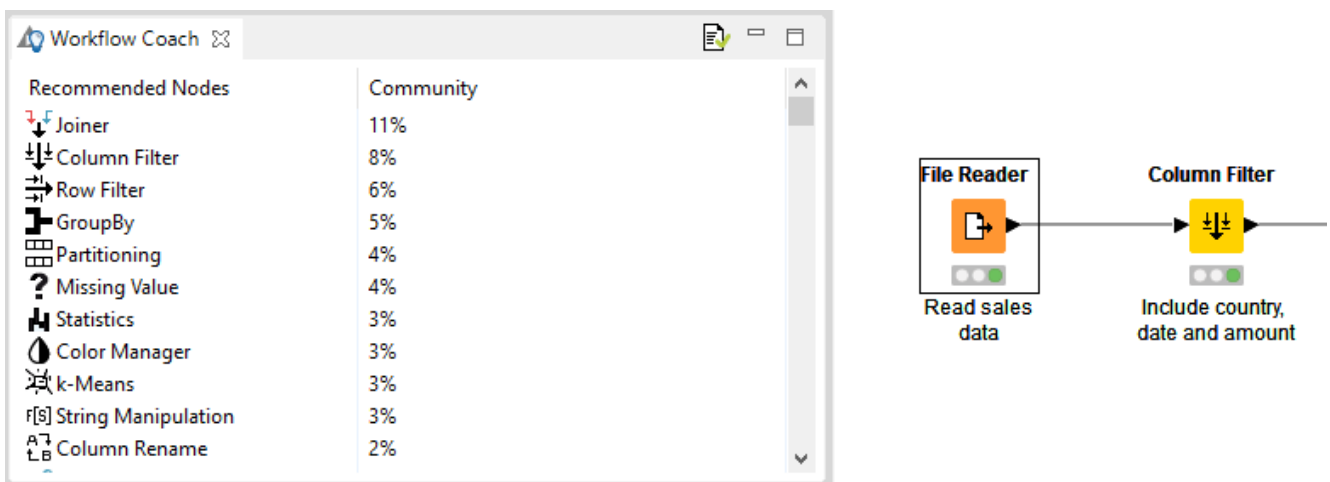 Workflow Coach
Recommended Nodes Community
Joiner 11%
Column Filter 8%
Row Filter 6%
GroupBy 5%
Partitioning 4%
Missing Value 4%
Statistics 3%
Color Manager 3%
k-Means 3%
String Manipulation 3%
Column Rename 2%
File Reader
Read sales
data
Column Filter
Include country,
date and amount